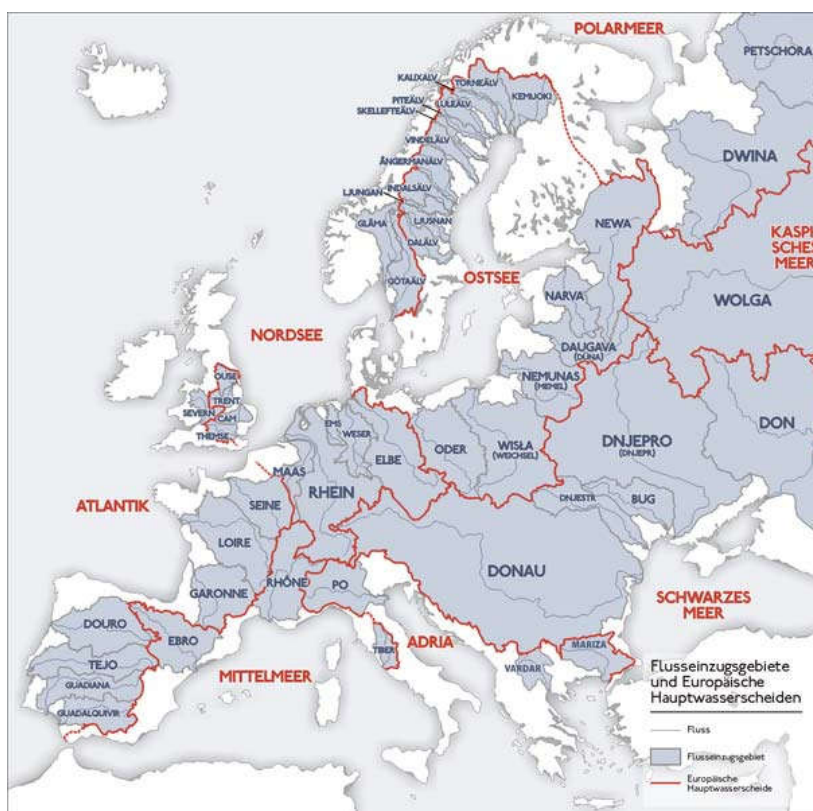 POLARMEER
PETSCHORA
KALIXÄLV
TORNEÄLV
PITEÄLV
LULEÄLV
KEMIJOKI
SKELLEFTEÄLV
VINDELÄLV
ÅNGERMANÄLV
DWINA
LJUNGAN
INDALSÄLV
GLÅMA
LJUSNAN
NEWA
DALÄLV
KASPI-
SCHES
MEER
GÖTAÄLV
OSTSEE
NARVA
WOLGA
NORDSEE
DAUGAVA
(DÜNA)
OUSE
NEMUNAS
(MEMEL)
TRENT
SEVERN
CAM
THEMSE
EMS
WESER
ODER
WISŁA
(WEICHSEL)
DNJEPRO
(DNJEPR)
DON
ELBE
MAAS
RHEIN
ATLANTIK
SEINE
DNJESTR
BUG
LOIRE
DONAU
GARONNE
RHÔNE
PO
SCHWARZES
MEER
DOURO
EBRO
ADRIA
TIBER
MARIZA
TEJO
MITTELMEER
VARDAR
GUADIANA
GUADALQUIVIR
Flusseinzugsgebiete
und Europäische
Hauptwasserscheiden
Fluss
Flusseinzugsgebiet
Europäische
Hauptwasserscheide